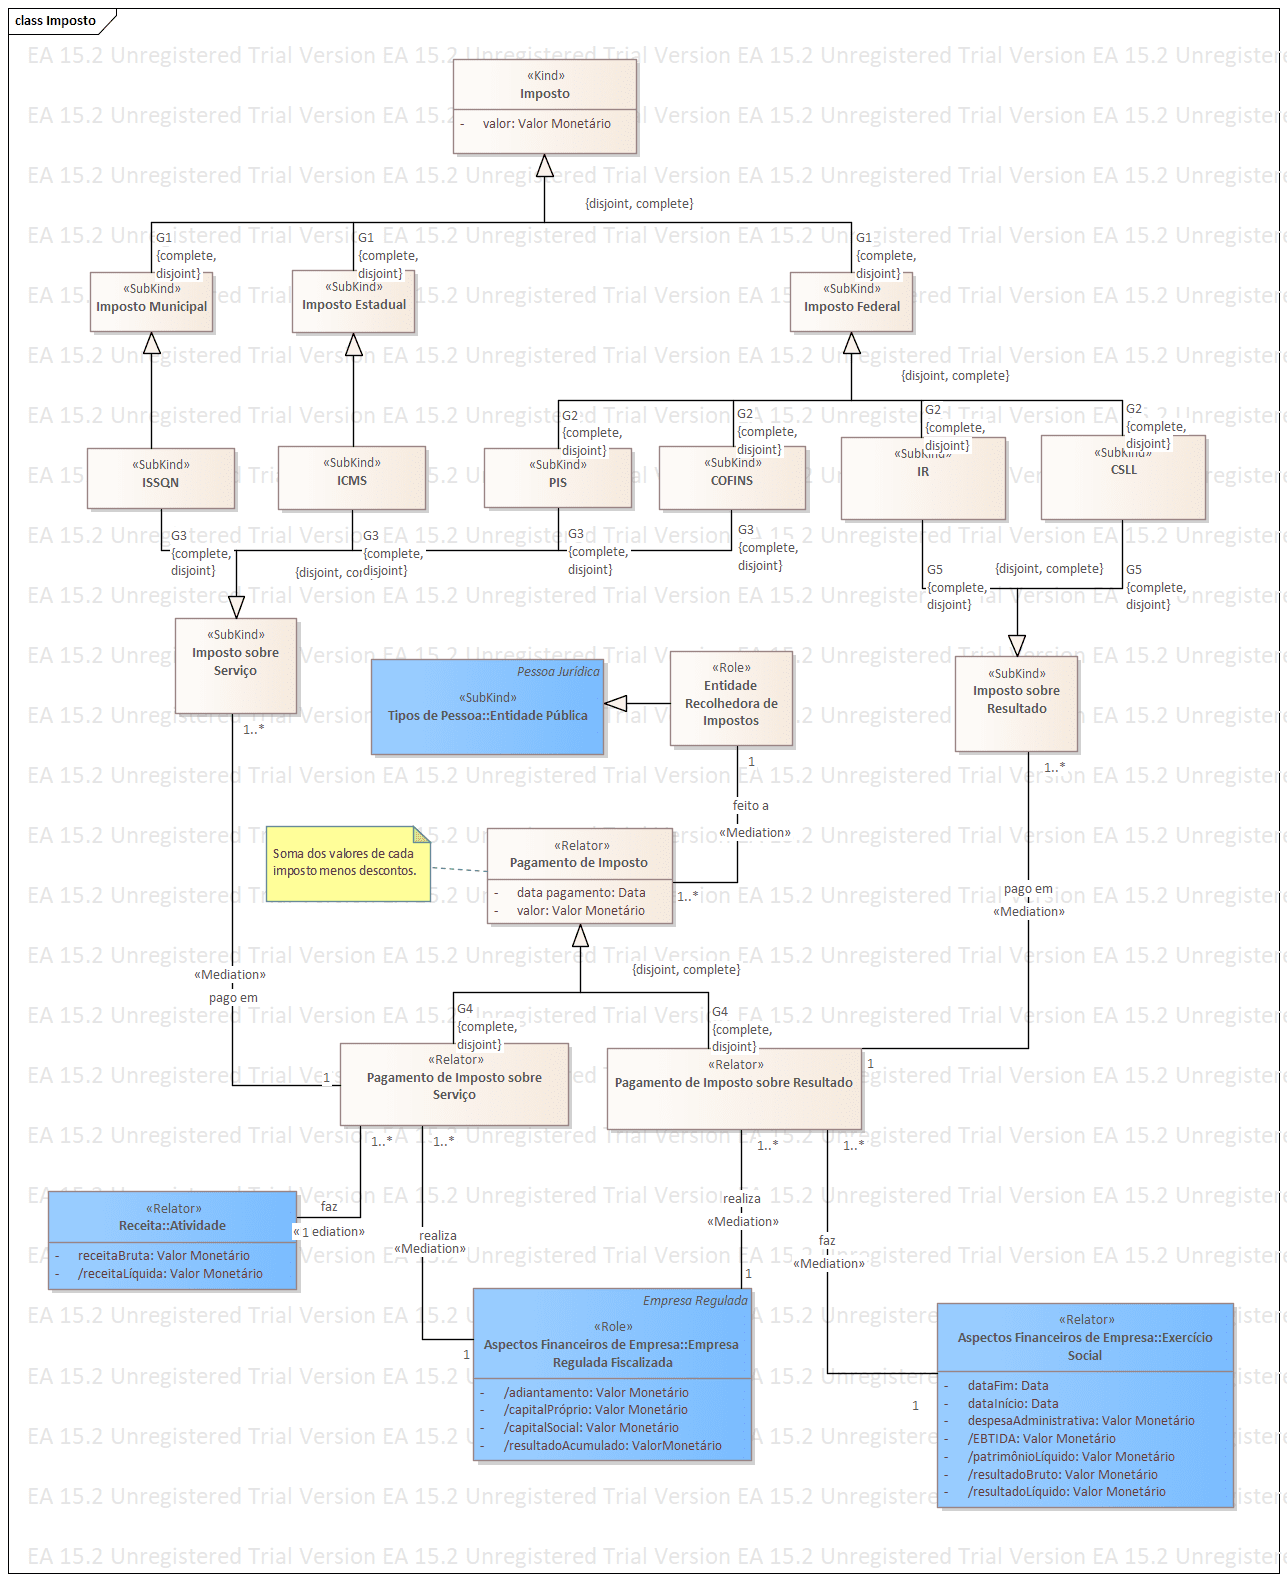 class Imposto
EA 15.2 Unregistered Trial Version EA 15.2 Unregistered Trial Version EA 15.2 Unregistered Trial Version EA 15.2 Unregistered
«Kind»
Imposto
- valor: Valor Monetário
{disjoint, complete}
G1
{complete,
disjoint}
G1
{complete,
disjoint}
G1
{complete,
disjoint}
«SubKind»
Imposto Municipal
«SubKind»
Imposto Estadual
«SubKind»
Imposto Federal
{disjoint, complete}
G2
{complete,
disjoint}
G2
{complete,
disjoint}
G2
{complete,
disjoint}
G2
{complete,
disjoint}
«SubKind»
ISSQN
«SubKind»
ICMS
«SubKind»
PIS
«SubKind»
COFINS
«SubKind»
IR
«SubKind»
CSLL
G3
{complete,
disjoint}
G3
{complete,
disjoint}
G3
{complete,
disjoint}
G3
{complete,
disjoint}
{disjoint,
G5
{complete,
disjoint}
{disjoint, complete}
G5
{complete,
disjoint}
«SubKind»
Imposto sobre
Serviço
1..*
Pessoa Jurídica
«SubKind»
Tipos de Pessoa::Entidade Pública
«Role»
Entidade
Recolhedora de
Impostos
1
«SubKind»
Imposto sobre
Resultado
1..*
feito a
«Mediation»
Soma dos valores de cada
imposto menos descontos.
«Relator»
Pagamento de Imposto
- data pagamento: Data
- valor: Valor Monetário
1..*
pago em
«Mediation»
«Mediation»
pago em
{disjoint, complete}
G4
{complete,
disjoint}
G4
{complete,
disjoint}
1
«Relator»
Pagamento de Imposto sobre
Serviço
«Relator»
Pagamento de Imposto sobre Resultado
1
1..*
1..*
1..*
1..*
«Relator»
Receita::Atividade
- receitaBruta: Valor Monetário
- /receitaLíquida: Valor Monetário
faz
« 1 ediation»
realiza
«Mediation»
realiza
«Mediation»
faz
«Mediation»
1
1
Empresa Regulada
«Role»
Aspectos Financeiros de Empresa::Empresa
Regulada Fiscalizada
- /adiantamento: Valor Monetário
- /capitalPróprio: Valor Monetário
- /capitalSocial: Valor Monetário
- /resultadoAcumulado: ValorMonetário
1
«Relator»
Aspectos Financeiros de Empresa::Exercício
Social
- dataFim: Data
- dataInício: Data
- despesaAdministrativa: Valor Monetário
- /EBTIDA: Valor Monetário
- /patrimônioLíquido: Valor Monetário
- /resultadoBruto: Valor Monetário
- /resultadoLíquido: Valor Monetário